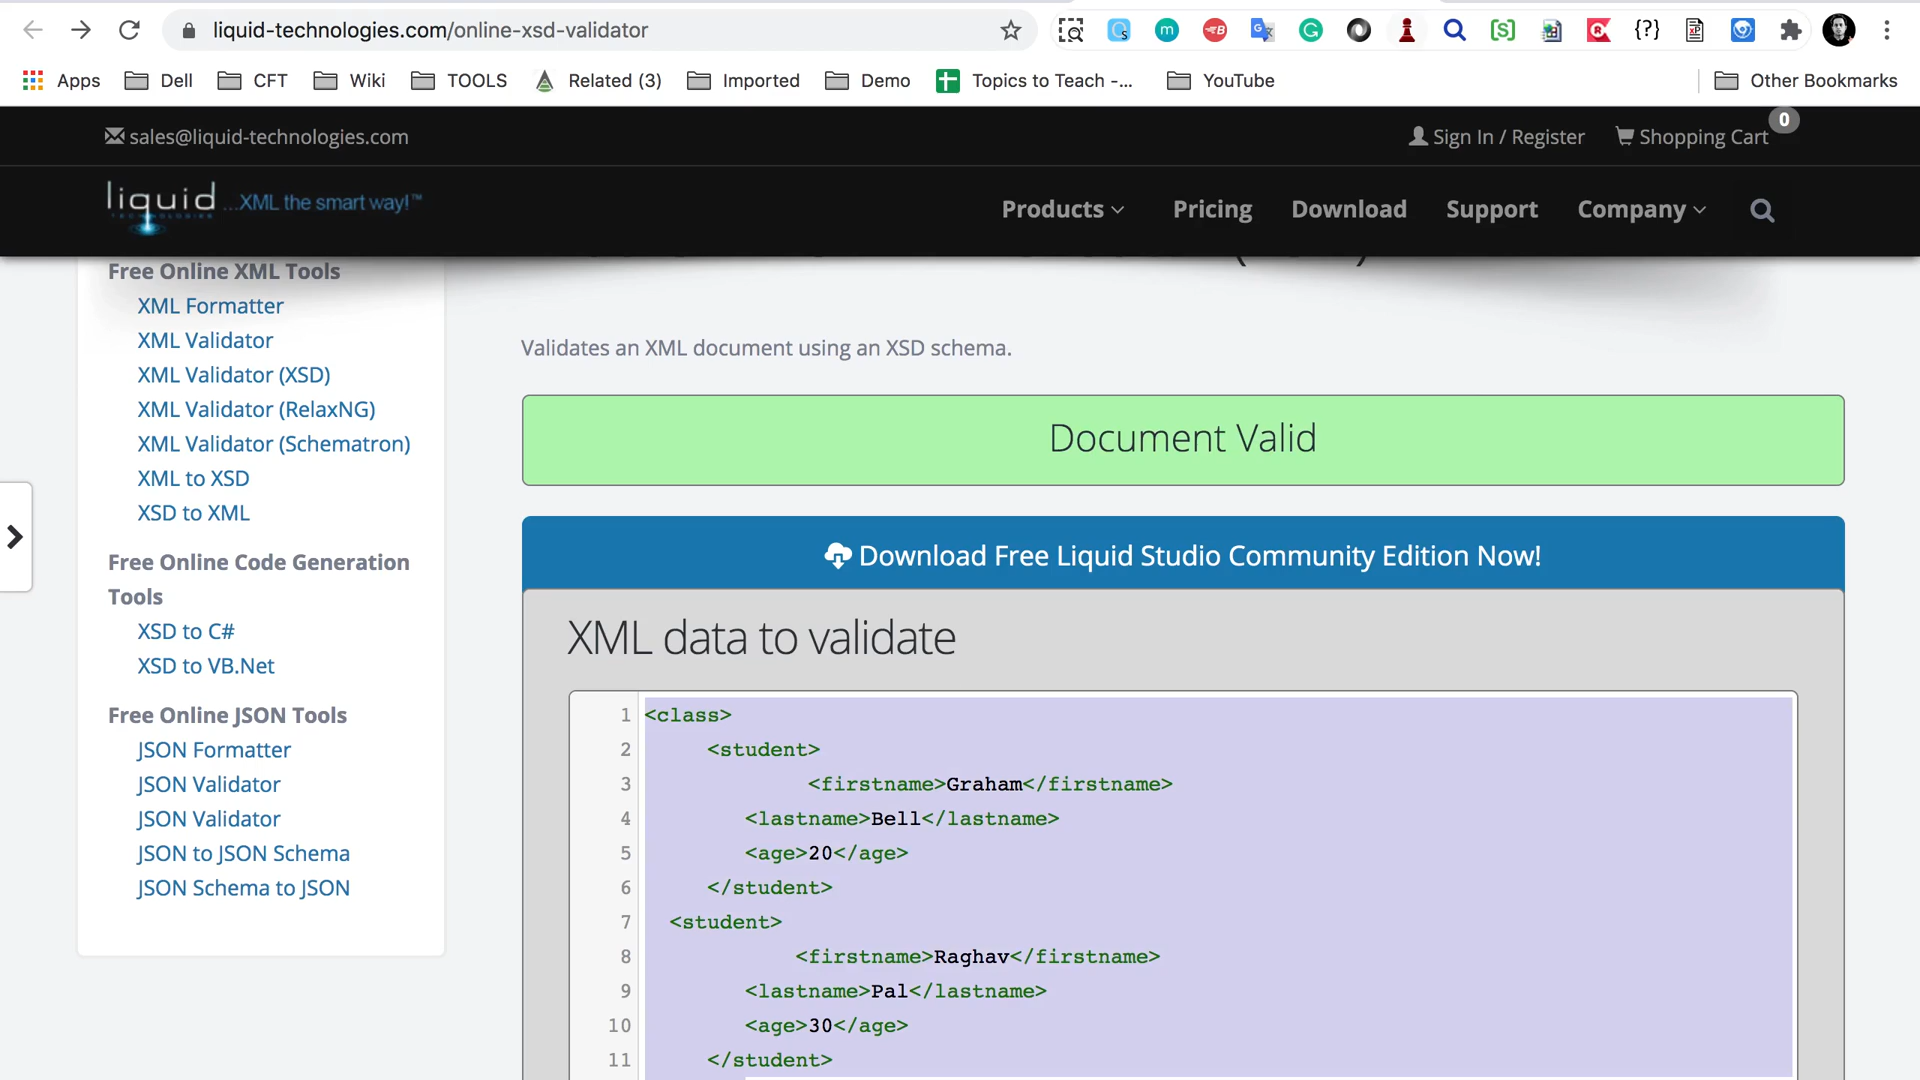 liquid-technologies.com/online-xsd-validator
Apps Dell CFT Wiki TOOLS Related (3) Imported Demo Topics to Teach -... YouTube Other Bookmarks
sales@liquid-technologies.com Sign In / Register Shopping Cart 0
liquid ...XML the smart way!™
Products Pricing Download Support Company
Free Online XML Tools
XML Formatter
XML Validator
XML Validator (XSD)
XML Validator (RelaxNG)
XML Validator (Schematron)
XML to XSD
XSD to XML
Free Online Code Generation
Tools
XSD to C#
XSD to VB.Net
Free Online JSON Tools
JSON Formatter
JSON Validator
JSON Validator
JSON to JSON Schema
JSON Schema to JSON
Validates an XML document using an XSD schema.
Document Valid
Download Free Liquid Studio Community Edition Now!
XML data to validate
1 <class>
2 <student>
3 <firstname>Graham</firstname>
4 <lastname>Bell</lastname>
5 <age>20</age>
6 </student>
7 <student>
8 <firstname>Raghav</firstname>
9 <lastname>Pal</lastname>
10 <age>30</age>
11 </student>